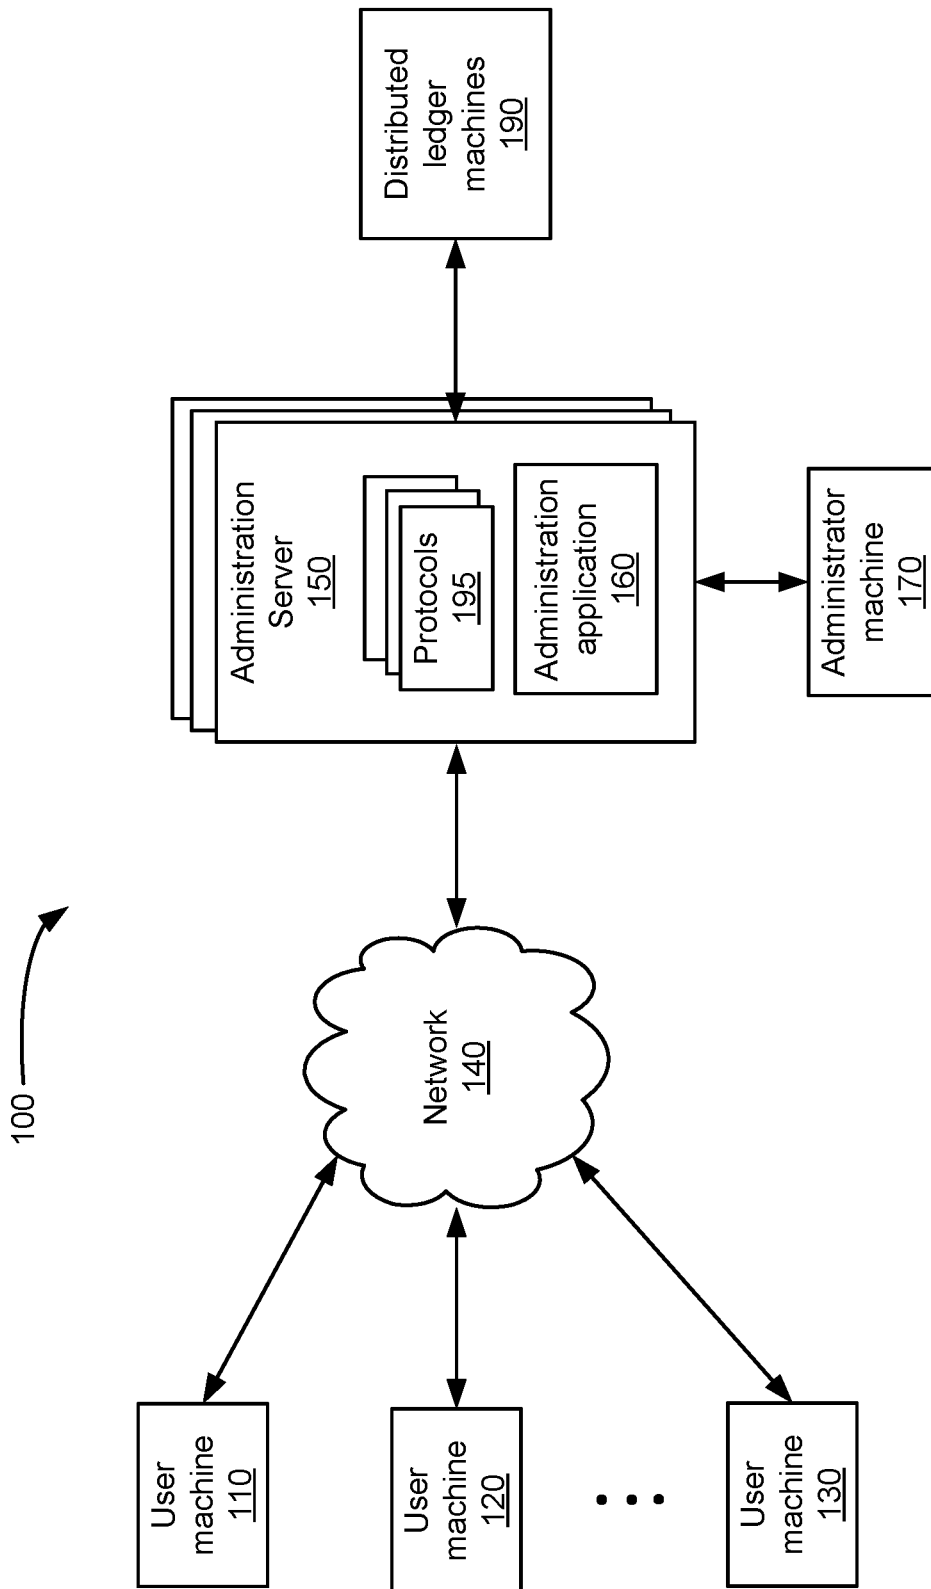 100
User
machine
110
User
machine
120
User
machine
130
Network
140
Administration
Server
150
Protocols
195
Administration
application
160
Administrator
machine
170
Distributed
ledger
machines
190